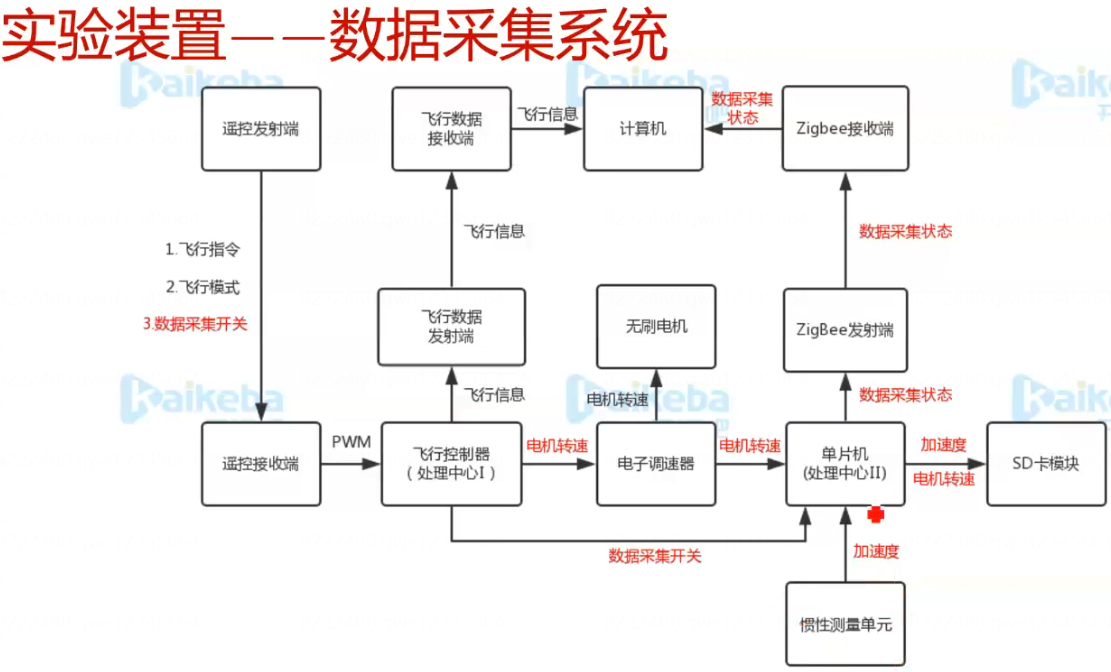 实验装置——数据采集系统
遥控发射端
飞行数据
接收端
飞行信息
计算机
数据采集
状态
Zigbee接收端
1.飞行指令
2.飞行模式
3.数据采集开关
飞行信息
数据采集状态
飞行数据
发射端
无刷电机
ZigBee发射端
飞行信息
电机转速
数据采集状态
遥控接收端
PWM
飞行控制器
(处理中心I)
电机转速
电子调速器
电机转速
单片机
(处理中心II)
加速度
电机转速
SD卡模块
数据采集开关
加速度
惯性测量单元
Kaikeba
Kaikeba
Kaike
Kaikeba
Kaikeba
Kaike